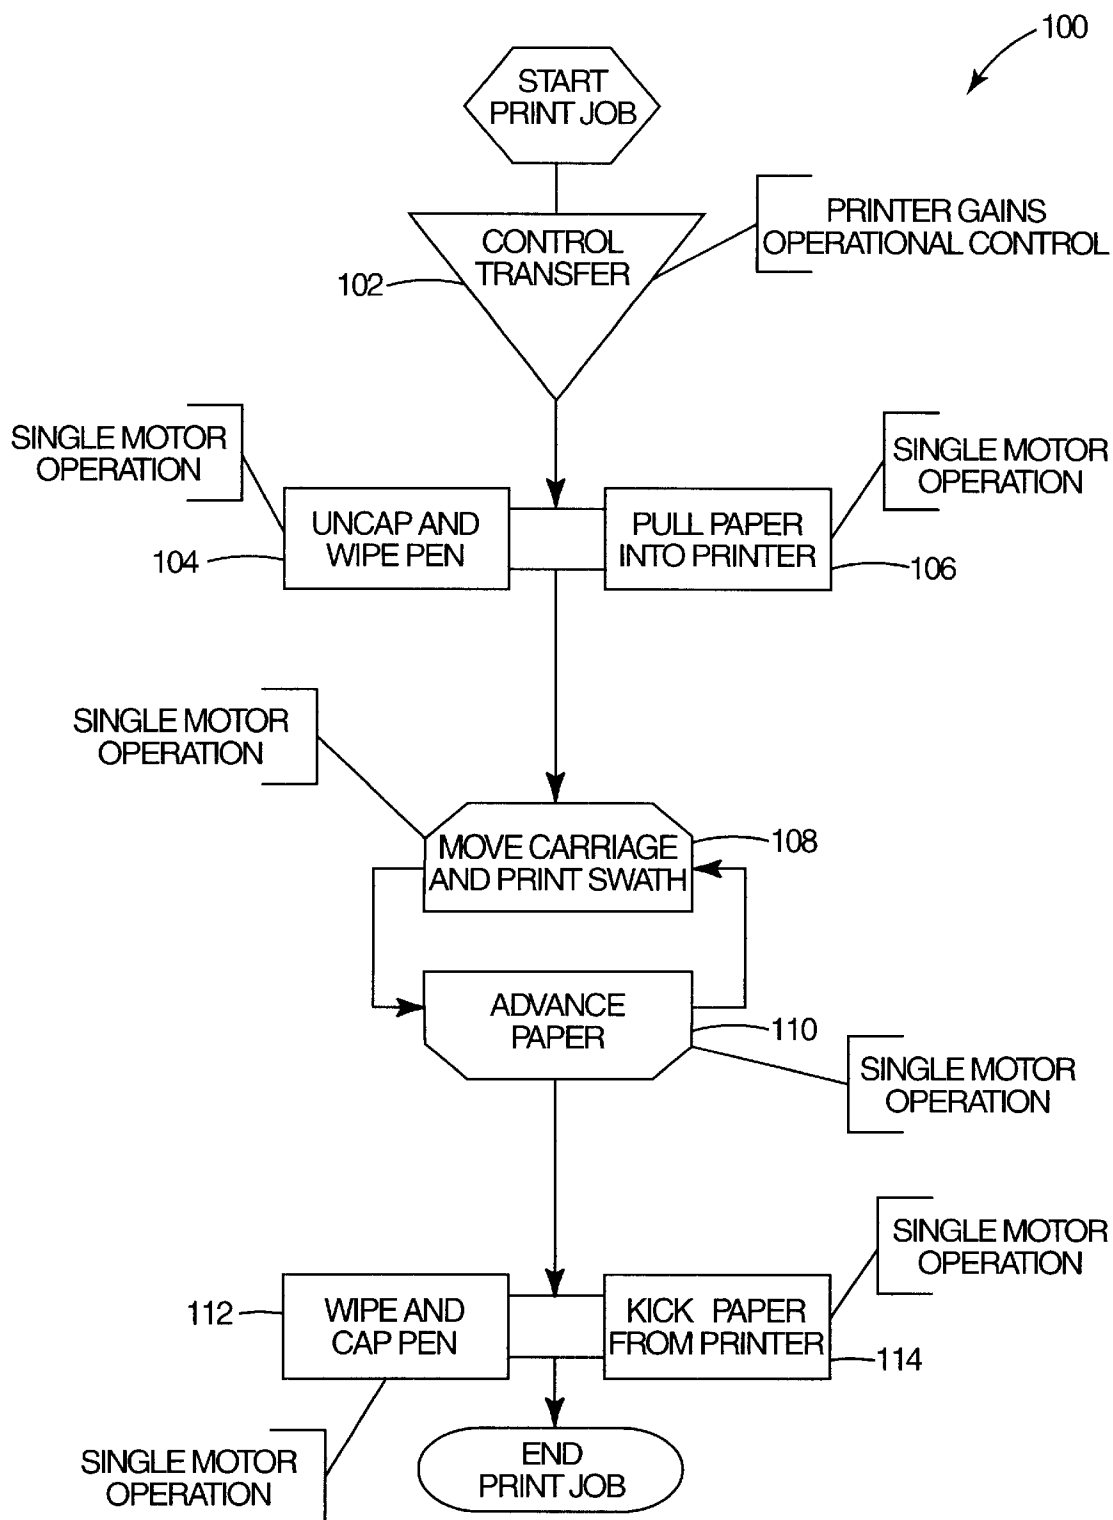 100
START
PRINT JOB
PRINTER GAINS
OPERATIONAL CONTROL
CONTROL
TRANSFER
102
SINGLE MOTOR
OPERATION
SINGLE MOTOR
OPERATION
UNCAP AND
WIPE PEN
104
PULL PAPER
INTO PRINTER
106
SINGLE MOTOR
OPERATION
MOVE CARRIAGE
AND PRINT SWATH
108
ADVANCE
PAPER
110
SINGLE MOTOR
OPERATION
SINGLE MOTOR
OPERATION
112
WIPE AND
CAP PEN
KICK PAPER
FROM PRINTER
114
SINGLE MOTOR
OPERATION
END
PRINT JOB